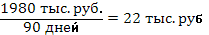 1980 тыс. руб.
90 дней
= 22 тыс. руб